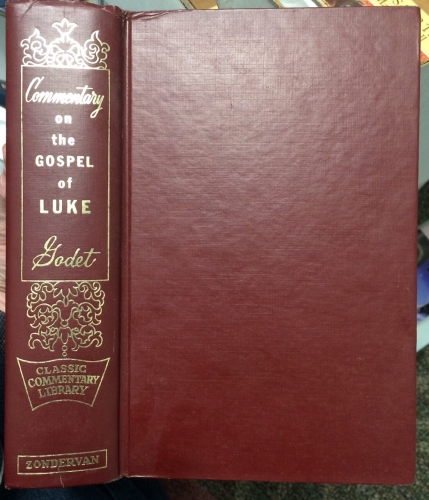 Commentary
on
the
GOSPEL
of
LUKE
Godet
CLASSIC
COMMENTARY
LIBRARY
ZONDERVAN